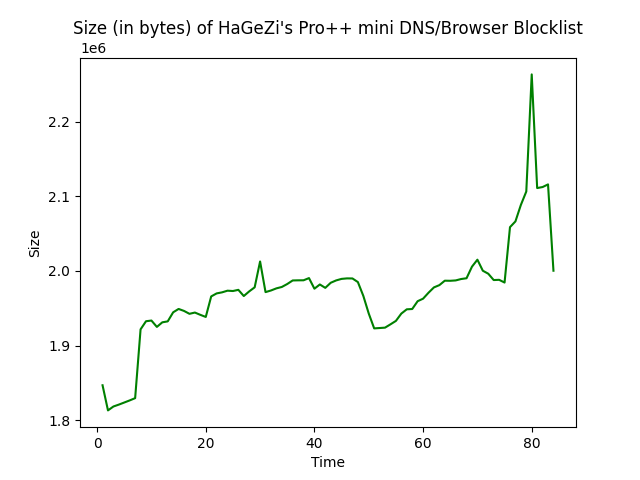 Size (in bytes) of HaGeZi's Pro++ mini DNS/Browser Blocklist
1e6
2.2
2.1
2.0
1.9
1.8
Size
0 20 40 60 80
Time